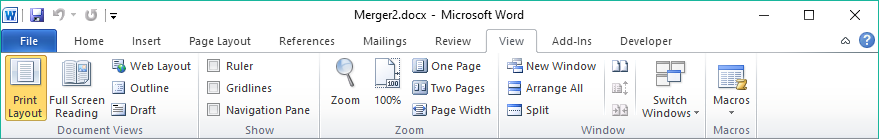 Merger2.docx - Microsoft Word
File Home Insert Page Layout References Mailings Review View Add-Ins Developer
Print Layout
Full Screen Reading
Web Layout
Outline
Draft
Document Views
Ruler
Gridlines
Navigation Pane
Show
Zoom
100
100%
One Page
Two Pages
Page Width
Zoom
New Window
Arrange All
Split
Switch Windows
Window
Macros
Macros